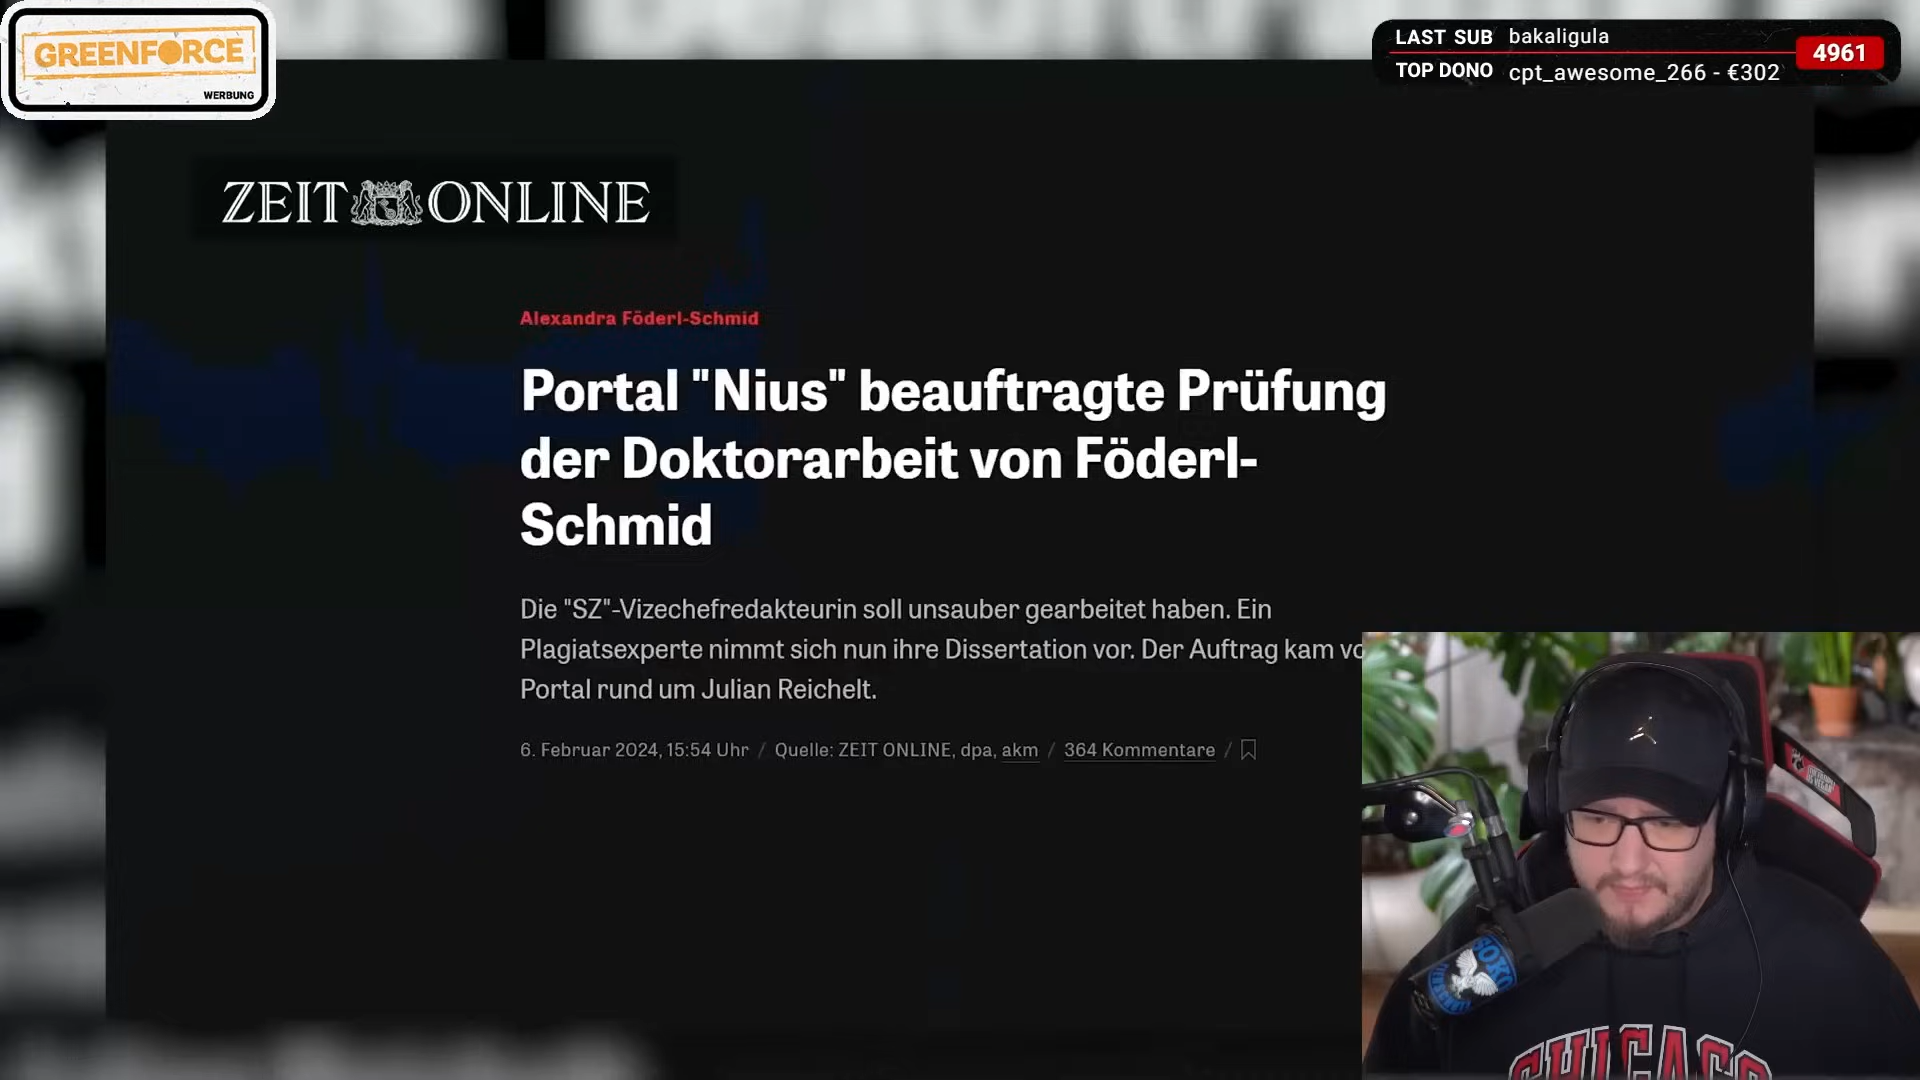 GREENFORCE
WERBUNG
LAST SUB bakaligula
TOP DONO cpt_awesome_266 - €302
4961
ZEIT ONLINE
Alexandra Föderl-Schmid
Portal "Nius" beauftragte Prüfung
der Doktorarbeit von Föderl-
Schmid
Die "SZ"-Vizechefredakteurin soll unsauber gearbeitet haben. Ein
Plagiatsexperte nimmt sich nun ihre Dissertation vor. Der Auftrag kam vo
Portal rund um Julian Reichelt.
6. Februar 2024, 15:54 Uhr / Quelle: ZEIT ONLINE, dpa, akm / 364 Kommentare /
SOKO
CHICAGO